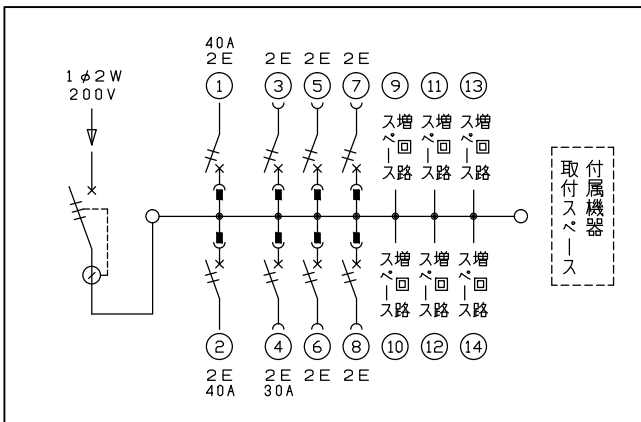 40A
2E 2E 2E 2E
1φ2W
200V
1 3 5 7 9 11 13
増回路
スペース
増回路
スペース
増回路
スペース
付属機器
取付スペース
増回路
スペース
増回路
スペース
増回路
スペース
2 4 6 8 10 12 14
2E 2E 2E 2E
40A 30A